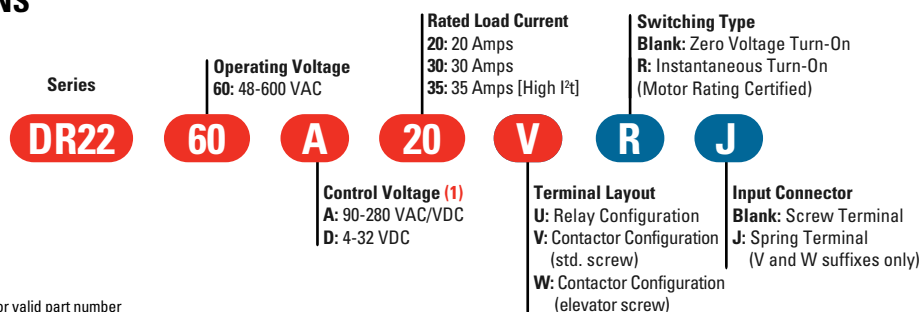 NS
Series
Operating Voltage
60: 48-600 VAC
Rated Load Current
20: 20 Amps
30: 30 Amps
35: 35 Amps [High I²t]
Switching Type
Blank: Zero Voltage Turn-On
R: Instantaneous Turn-On
(Motor Rating Certified)
DR22 60 A 20 V R J
Control Voltage (1)
A: 90-280 VAC/VDC
D: 4-32 VDC
Terminal Layout
U: Relay Configuration
V: Contactor Configuration
(std. screw)
W: Contactor Configuration
(elevator screw)
Input Connector
Blank: Screw Terminal
J: Spring Terminal
(V and W suffixes only)
or valid part number